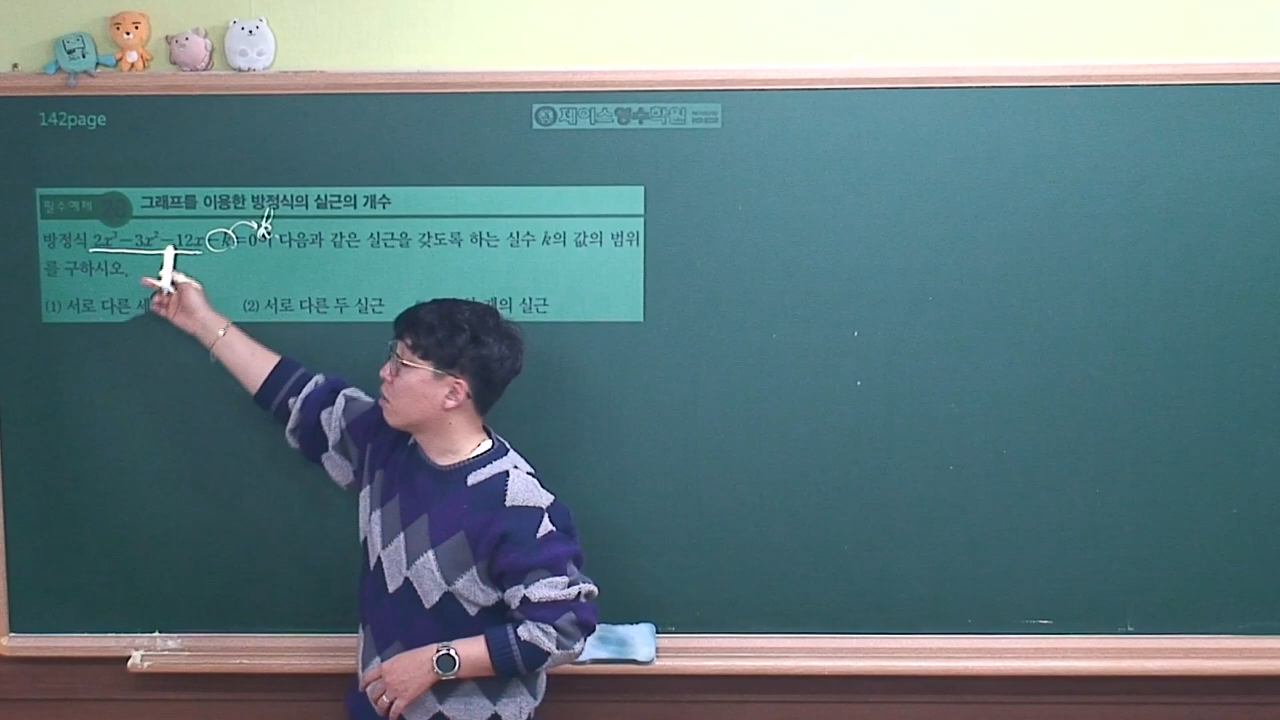 142page
제이스영수학원
필수예제 그래프를 이용한 방정식의 실근의 개수
방정식 2x³-3x²-12x-k=0이 다음과 같은 실근을 갖도록 하는 실수 k의 값의 범위 k
를 구하시오.
(1) 서로 다른 세 (2) 서로 다른 두 실근 개의 실근